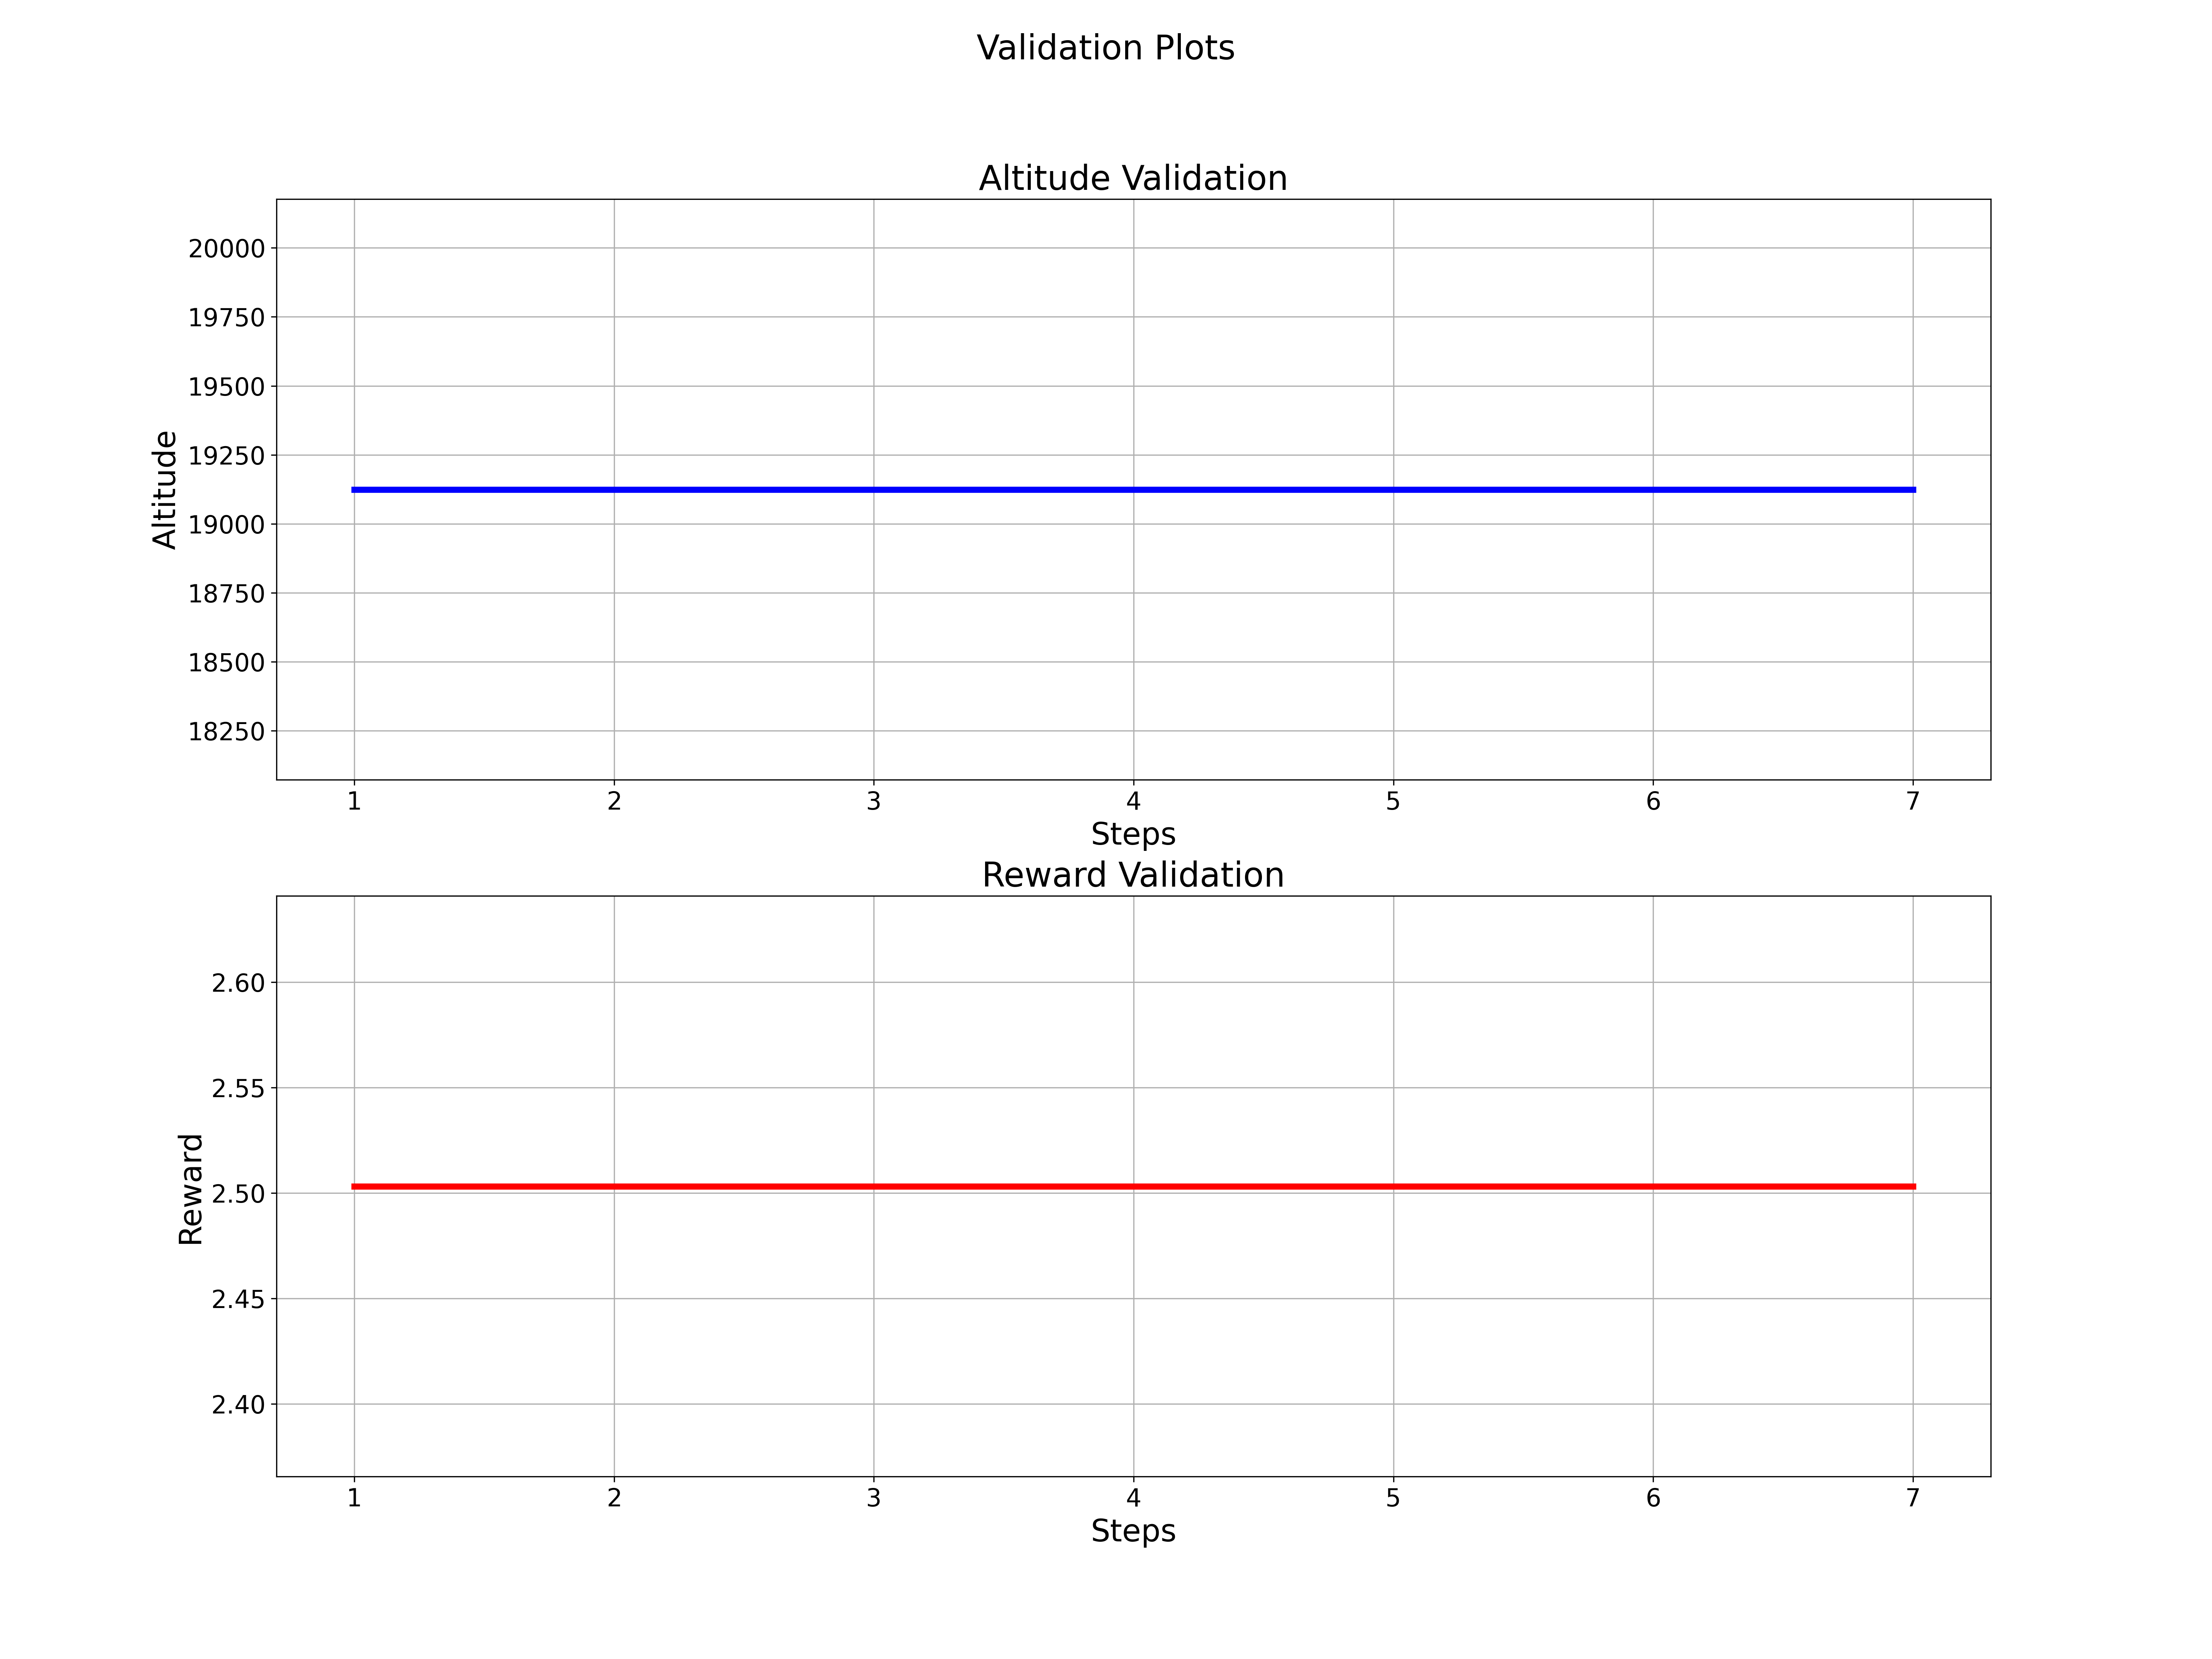 Validation Plots
Altitude Validation
20000
19750
19500
19250
19000
18750
18500
18250
Altitude
1 2 3 4 5 6 7
Steps
Reward Validation
2.60
2.55
2.50
2.45
2.40
Reward
1 2 3 4 5 6 7
Steps